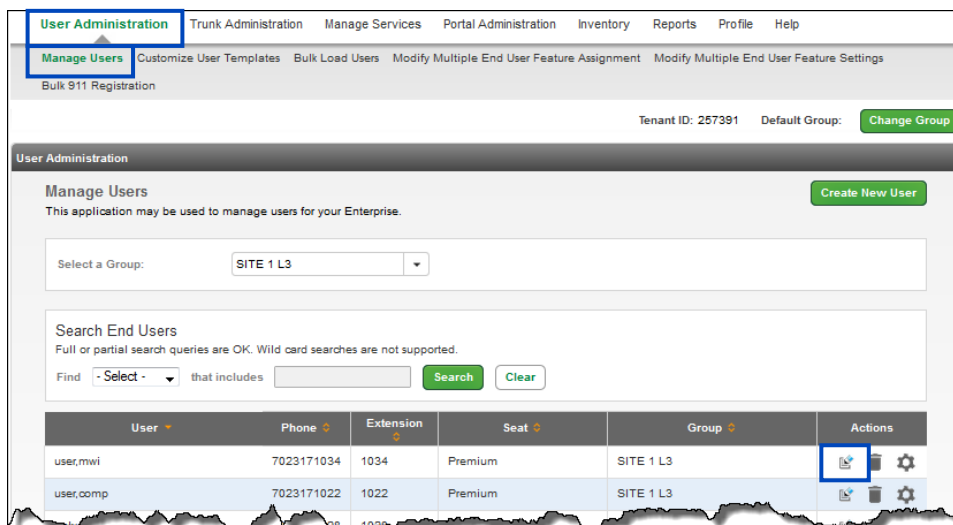 User Administration Trunk Administration Manage Services Portal Administration Inventory Reports Profile Help
Manage Users Customize User Templates Bulk Load Users Modify Multiple End User Feature Assignment Modify Multiple End User Feature Settings
Bulk 911 Registration
Tenant ID: 257391 Default Group: Change Group
User Administration
Manage Users
Create New User
This application may be used to manage users for your Enterprise.
Select a Group: SITE 1 L3
Search End Users
Full or partial search queries are OK. Wild card searches are not supported.
Find - Select - that includes Search Clear
User Phone Extension Seat Group Actions
user,mwi 7023171034 1034 Premium SITE 1 L3
user,comp 7023171022 1022 Premium SITE 1 L3